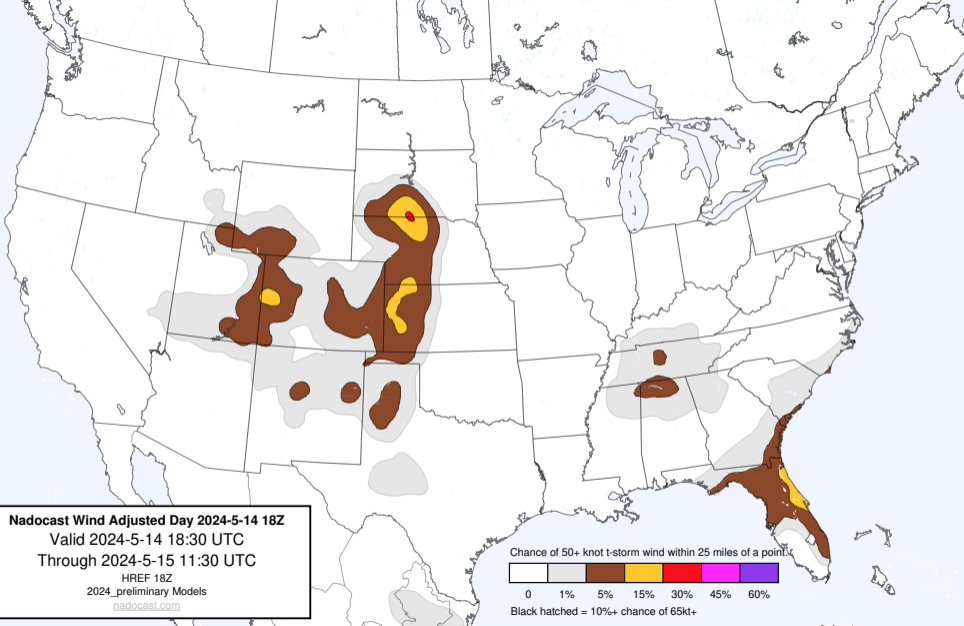 Nadocast Wind Adjusted Day 2024-5-14 18Z
Valid 2024-5-14 18:30 UTC
Through 2024-5-15 11:30 UTC
HREF 18Z
2024_preliminary Models
nadocast.com
Chance of 50+ knot t-storm wind within 25 miles of a point.
0 1% 5% 15% 30% 45% 60%
Black hatched = 10%+ chance of 65kt+